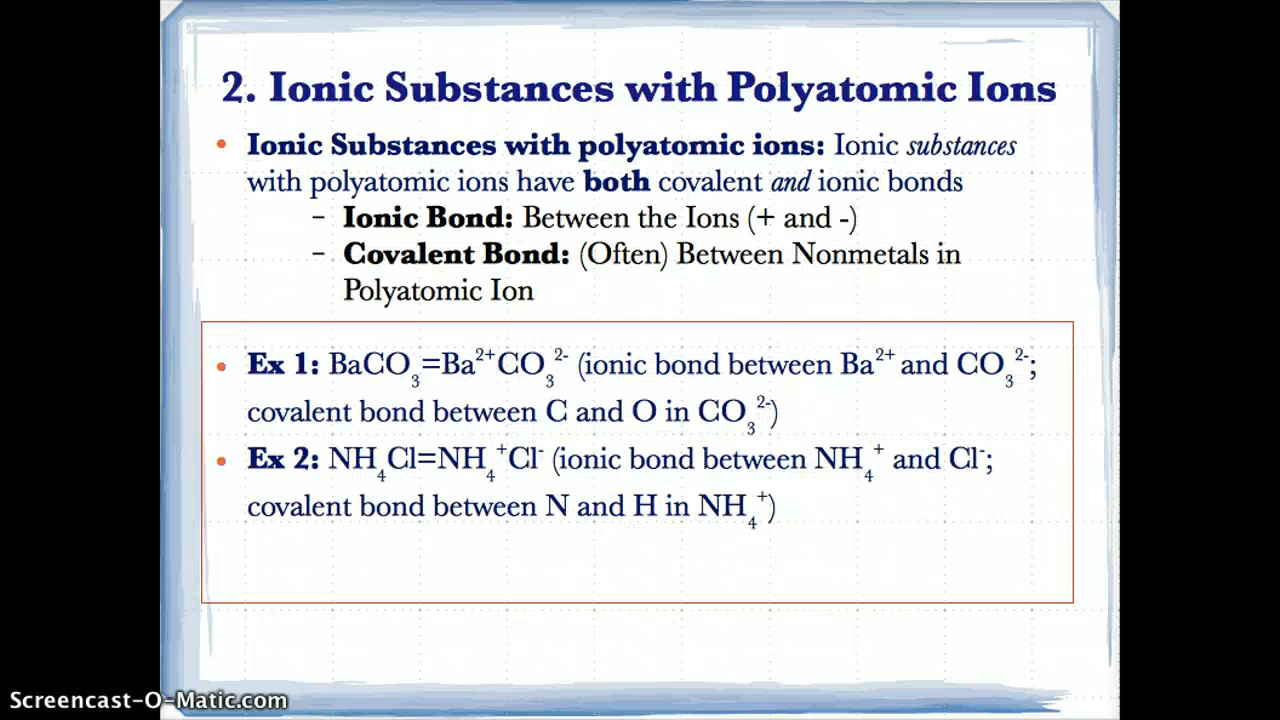 2. Ionic Substances with Polyatomic Ions
• Ionic Substances with polyatomic ions: Ionic substances
with polyatomic ions have both covalent and ionic bonds
– Ionic Bond: Between the Ions (+ and -)
– Covalent Bond: (Often) Between Nonmetals in
Polyatomic Ion
• Ex 1: BaCO₃=Ba²⁺CO₃²⁻ (ionic bond between Ba²⁺ and CO₃²⁻;
covalent bond between C and O in CO₃²⁻)
• Ex 2: NH₄Cl=NH₄⁺Cl⁻ (ionic bond between NH₄⁺ and Cl⁻;
covalent bond between N and H in NH₄⁺)
Screencast-O-Matic.com